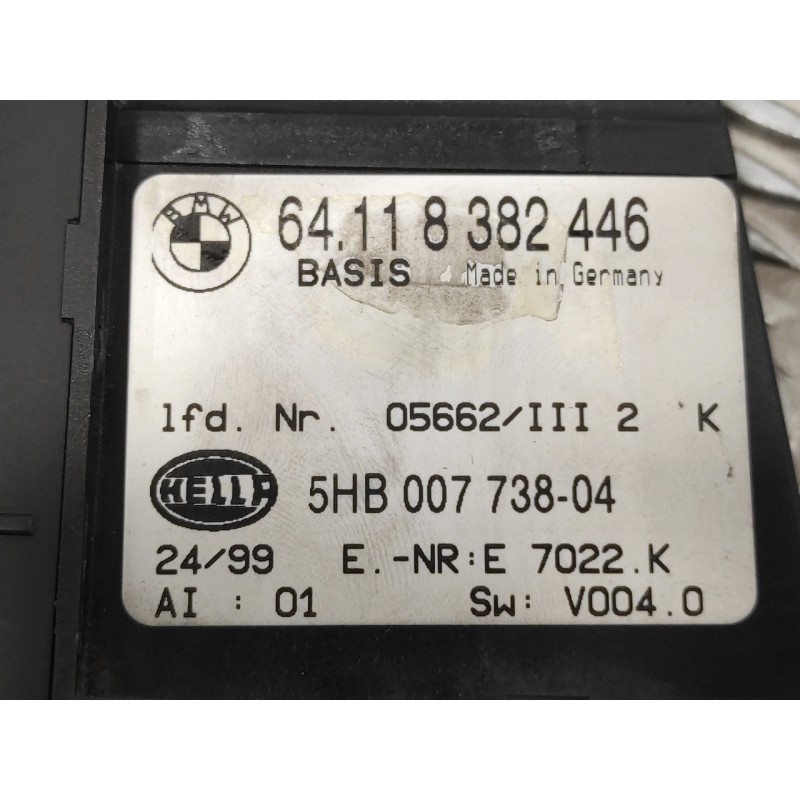 BMW
64.11 8 382 446
BASIS Made in Germany
lfd. Nr. 05662/III 2 K
HELLA 5HB 007 738-04
24/99 E.-NR:E 7022.K
AI : 01 Sw: V004.0